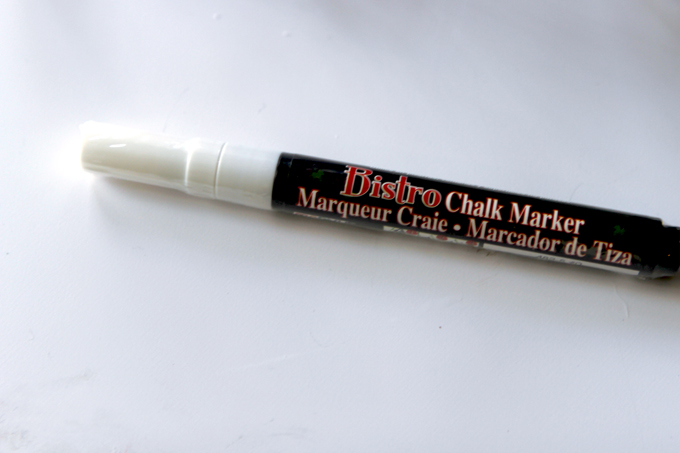 Bistro Chalk Marker
Marqueur Craie • Marcador de Tiza